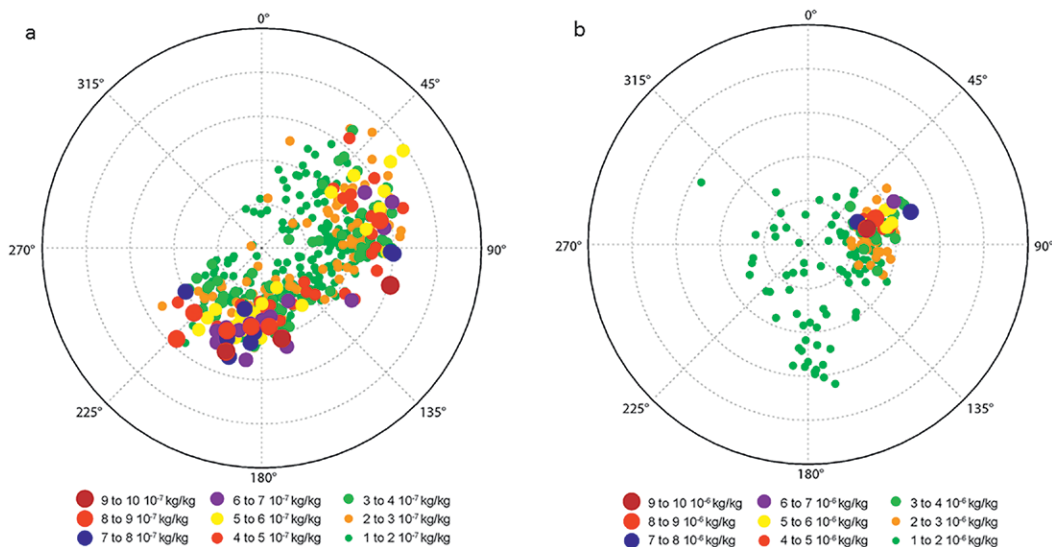 a
0°
45°
90°
135°
180°
225°
270°
315°
9 to 10 10⁻⁷ kg/kg
6 to 7 10⁻⁷ kg/kg
3 to 4 10⁻⁷ kg/kg
8 to 9 10⁻⁷ kg/kg
5 to 6 10⁻⁷ kg/kg
2 to 3 10⁻⁷ kg/kg
7 to 8 10⁻⁷ kg/kg
4 to 5 10⁻⁷ kg/kg
1 to 2 10⁻⁷ kg/kg
b
0°
45°
90°
135°
180°
225°
270°
315°
9 to 10 10⁻⁶ kg/kg
6 to 7 10⁻⁶ kg/kg
3 to 4 10⁻⁶ kg/kg
8 to 9 10⁻⁶ kg/kg
5 to 6 10⁻⁶ kg/kg
2 to 3 10⁻⁶ kg/kg
7 to 8 10⁻⁶ kg/kg
4 to 5 10⁻⁶ kg/kg
1 to 2 10⁻⁶ kg/kg